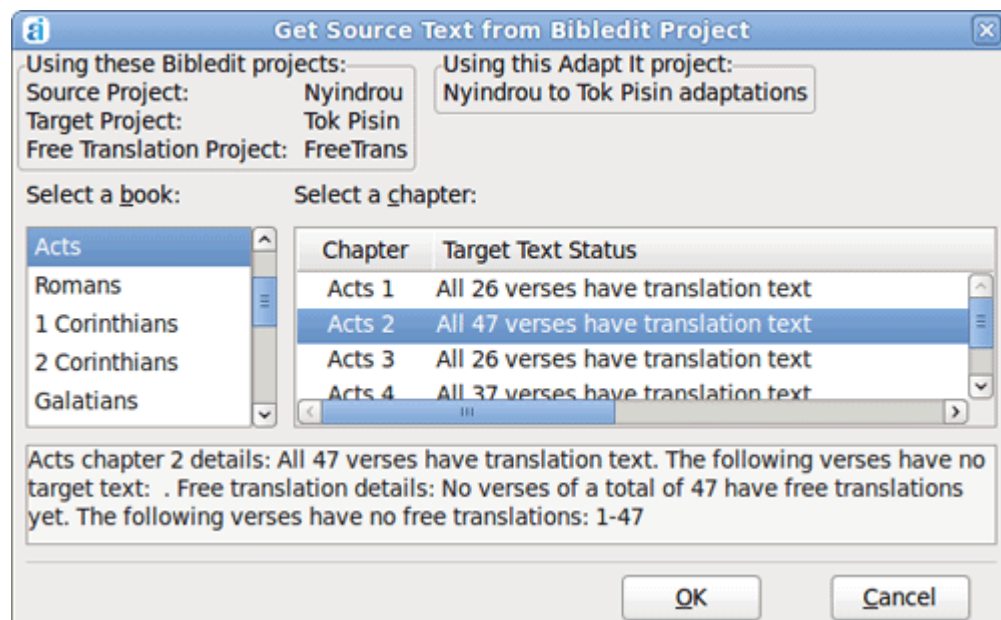 Get Source Text from Bibledit Project
Using these Bibledit projects:
Source Project: Nyindrou
Target Project: Tok Pisin
Free Translation Project: FreeTrans
Using this Adapt It project:
Nyindrou to Tok Pisin adaptations
Select a book:
Acts
Romans
1 Corinthians
2 Corinthians
Galatians
Select a chapter:
Chapter Target Text Status
Acts 1 All 26 verses have translation text
Acts 2 All 47 verses have translation text
Acts 3 All 26 verses have translation text
Acts 4 All 37 verses have translation text
Acts chapter 2 details: All 47 verses have translation text. The following verses have no
target text:  . Free translation details: No verses of a total of 47 have free translations
yet. The following verses have no free translations: 1-47
OK Cancel